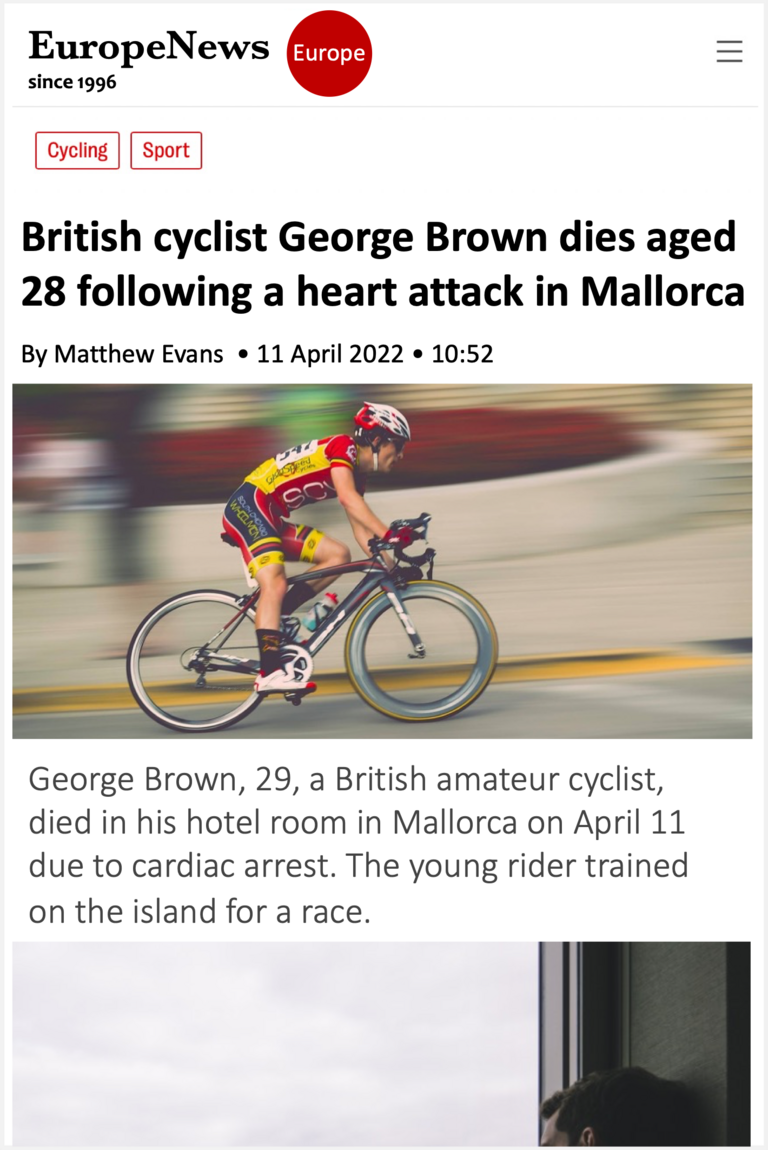 EuropeNews
Europe
since 1996
Cycling
Sport
British cyclist George Brown dies aged
28 following a heart attack in Mallorca
By Matthew Evans • 11 April 2022 • 10:52
George Brown, 29, a British amateur cyclist,
died in his hotel room in Mallorca on April 11
due to cardiac arrest. The young rider trained
on the island for a race.